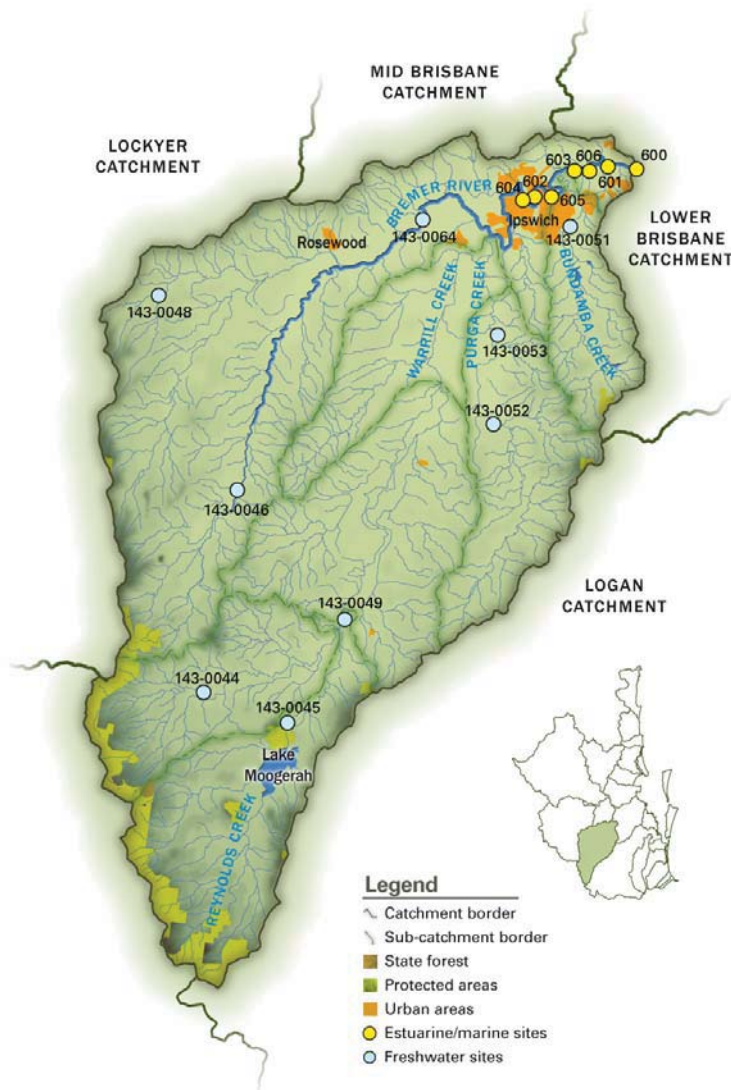 MID BRISBANE
CATCHMENT
LOCKYER
CATCHMENT
603
606
600
604
602
601
605
BREMER RIVER
Ipswich
LOWER
BRISBANE
CATCHMENT
Rosewood
143-0064
143-0051
BUNDAMBA CREEK
143-0048
WARRILL CREEK
PURGA CREEK
143-0053
143-0052
143-0046
LOGAN
CATCHMENT
143-0049
143-0044
143-0045
Lake
Moogerah
REYNOLDS CREEK
Legend
Catchment border
Sub-catchment border
State forest
Protected areas
Urban areas
Estuarine/marine sites
Freshwater sites